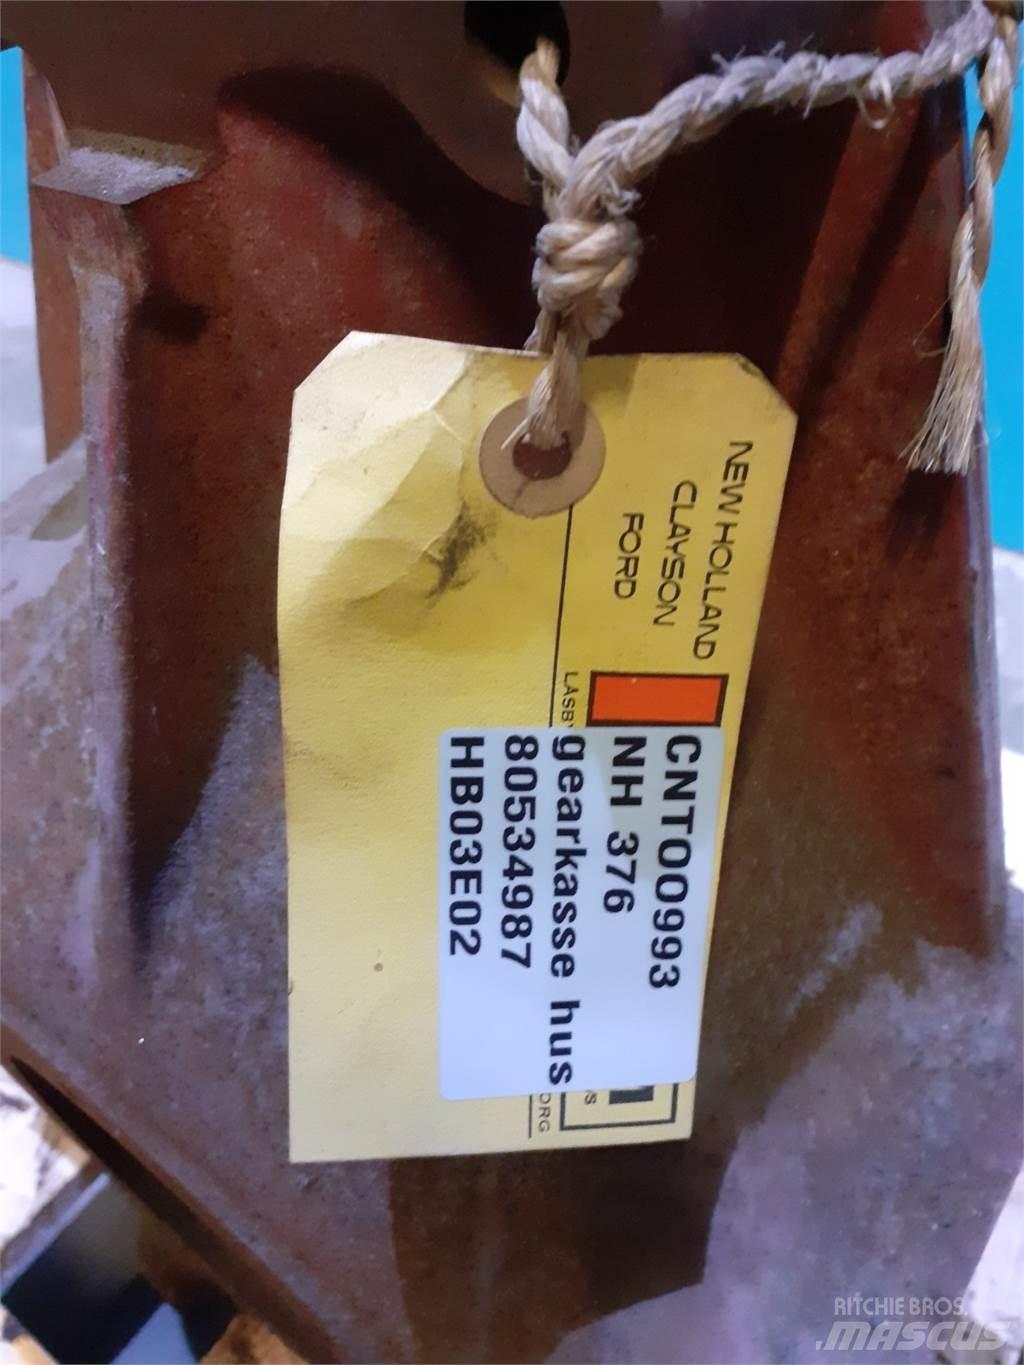 NEW HOLLAND
CLAYSON
FORD
CNT00993
NH 376
gearkasse hus
80534987
HB03E02
RITCHIE BROS.
MASCUS